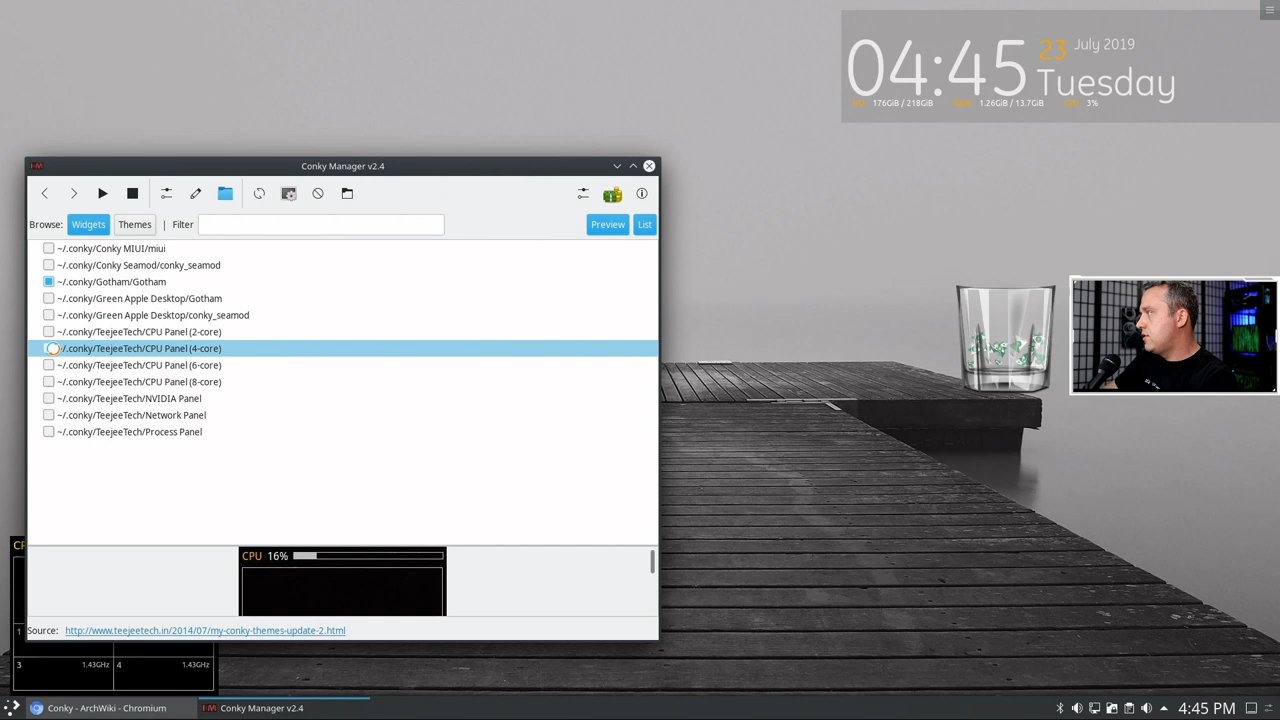 04:45 23 July 2019
Tuesday
176GiB / 218GiB 1.26GiB / 13.7GiB 3%
Conky Manager v2.4
Browse: Widgets Themes | Filter Preview List
~/.conky/Conky MIUI/miui
~/.conky/Conky Seamod/conky_seamod
~/.conky/Gotham/Gotham
~/.conky/Green Apple Desktop/Gotham
~/.conky/Green Apple Desktop/conky_seamod
~/.conky/TeejeeTech/CPU Panel (2-core)
/.conky/TeejeeTech/CPU Panel (4-core)
~/.conky/TeejeeTech/CPU Panel (6-core)
~/.conky/TeejeeTech/CPU Panel (8-core)
~/.conky/TeejeeTech/NVIDIA Panel
~/.conky/TeejeeTech/Network Panel
~/.conky/TeejeeTech/Process Panel
CPU 16%
Source: http://www.teejeetech.in/2014/07/my-conky-themes-update-2.html
1
3 1.43GHz 4 1.43GHz
Conky - ArchWiki - Chromium Conky Manager v2.4 4:45 PM